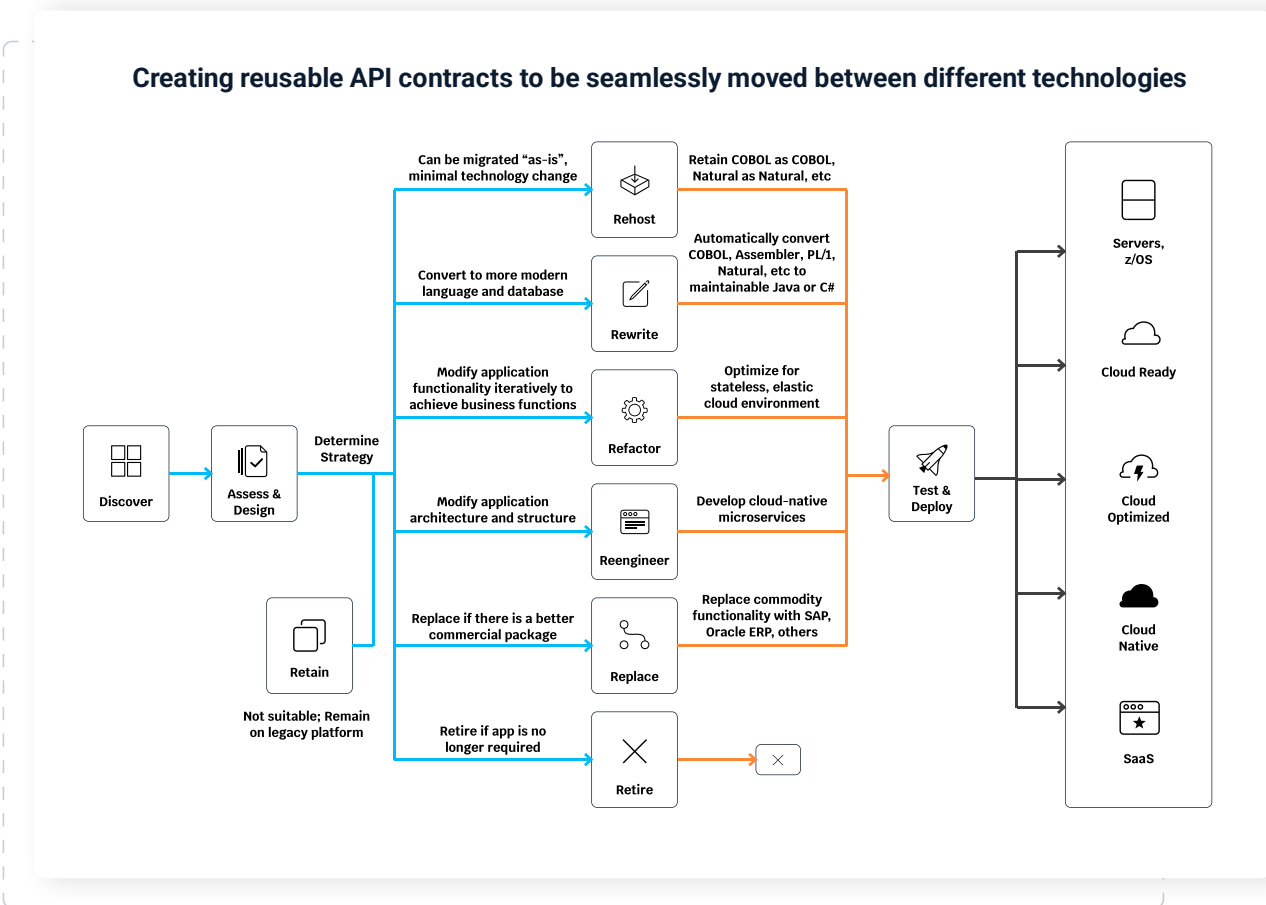 Creating reusable API contracts to be seamlessly moved between different technologies
Discover
Assess &
Design
Determine
Strategy
Retain
Not suitable; Remain
on legacy platform
Can be migrated “as-is”,
minimal technology change
Rehost
Retain COBOL as COBOL,
Natural as Natural, etc
Convert to more modern
language and database
Rewrite
Automatically convert
COBOL, Assembler, PL/1,
Natural, etc to
maintainable Java or C#
Modify application
functionality iteratively to
achieve business functions
Refactor
Optimize for
stateless, elastic
cloud environment
Modify application
architecture and structure
Reengineer
Develop cloud-native
microservices
Replace if there is a better
commercial package
Replace
Replace commodity
functionality with SAP,
Oracle ERP, others
Retire if app is no
longer required
Retire
Test &
Deploy
Servers,
z/OS
Cloud Ready
Cloud
Optimized
Cloud
Native
SaaS